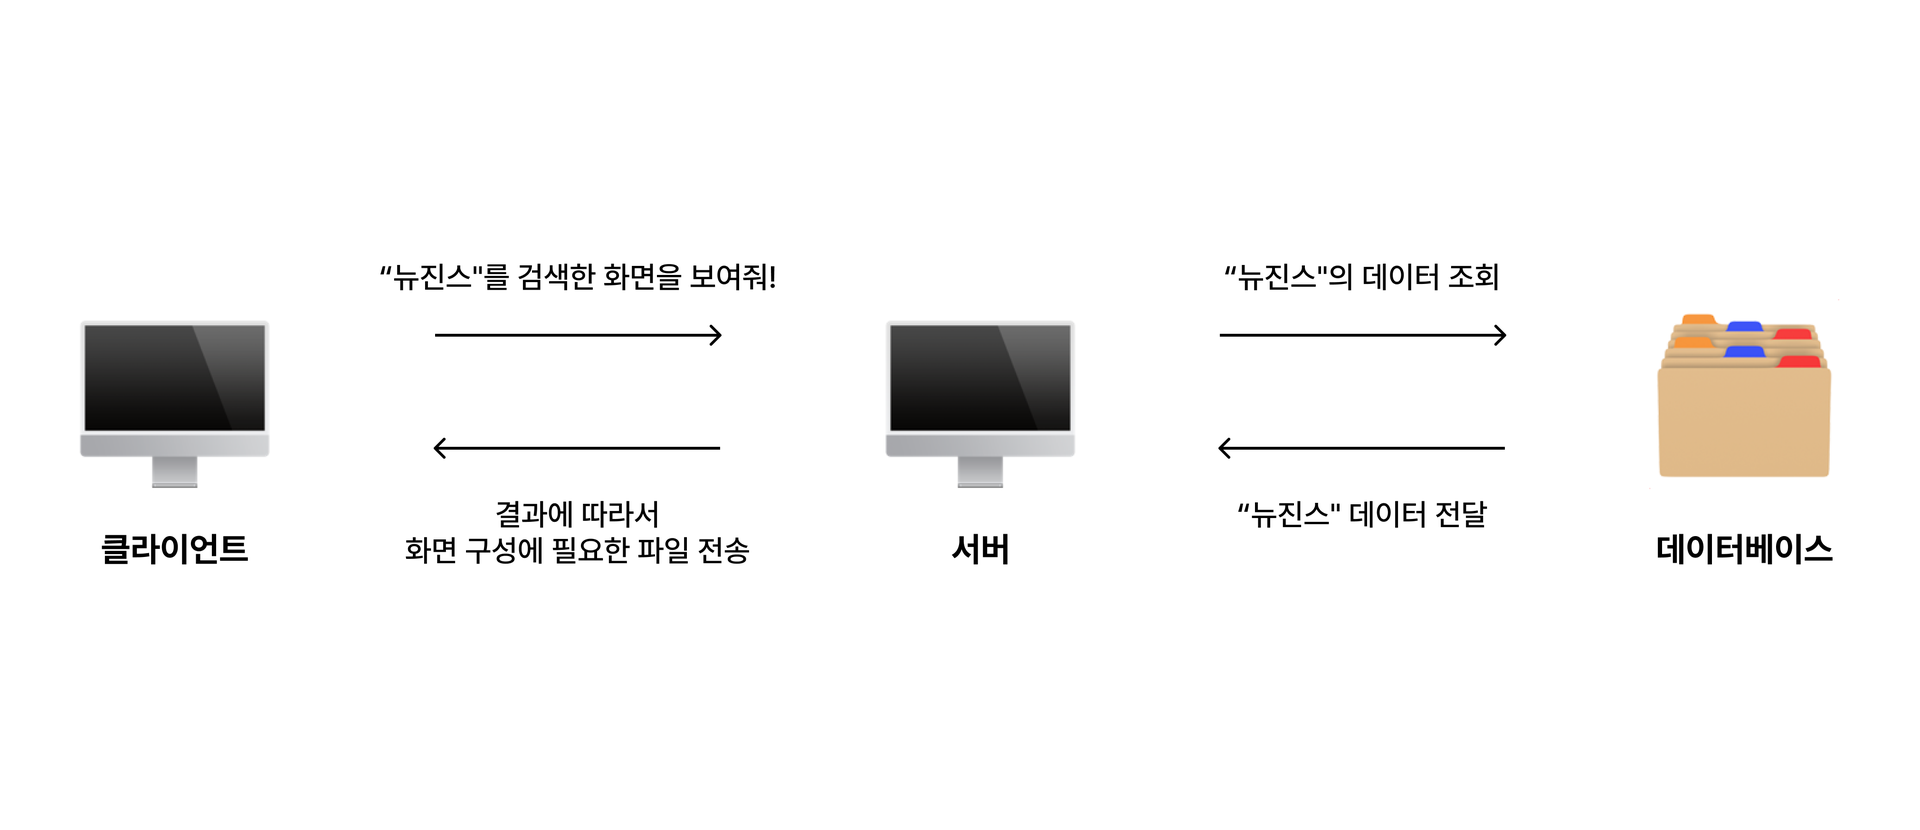 “뉴진스"를 검색한 화면을 보여줘!
“뉴진스"의 데이터 조회
결과에 따라서
화면 구성에 필요한 파일 전송
“뉴진스" 데이터 전달
클라이언트
서버
데이터베이스